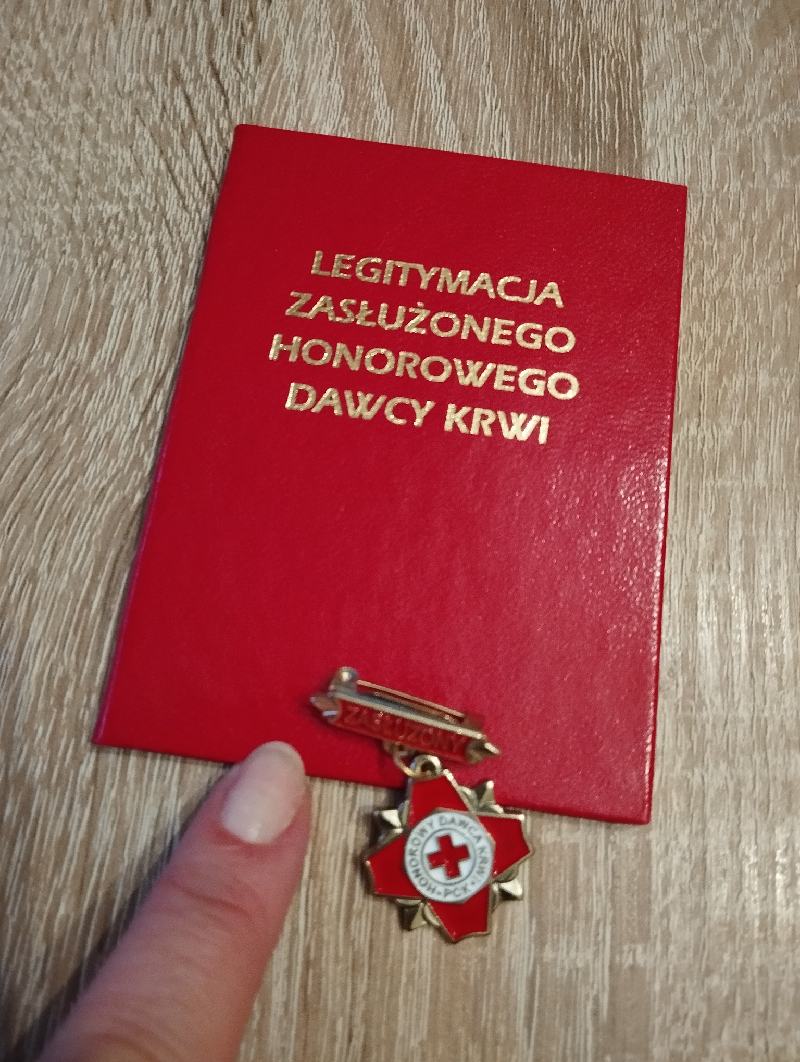 LEGITYMACJA
ZASŁUŻONEGO
HONOROWEGO
DAWCY KRWI
ZASŁUŻONY
HONOROWY DAWCA KRWI
PCK